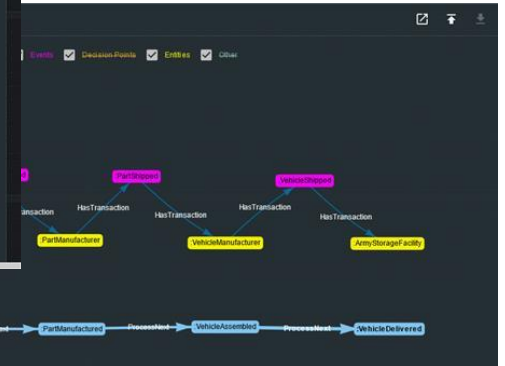 Events Decision Points Entities Other
:PartShipped :VehicleShipped
HasTransaction HasTransaction HasTransaction HasTransaction
:PartManufacturer :VehicleManufacturer :ArmyStorageFacility
:PartManufactured ProcessNext :VehicleAssembled ProcessNext :VehicleDelivered